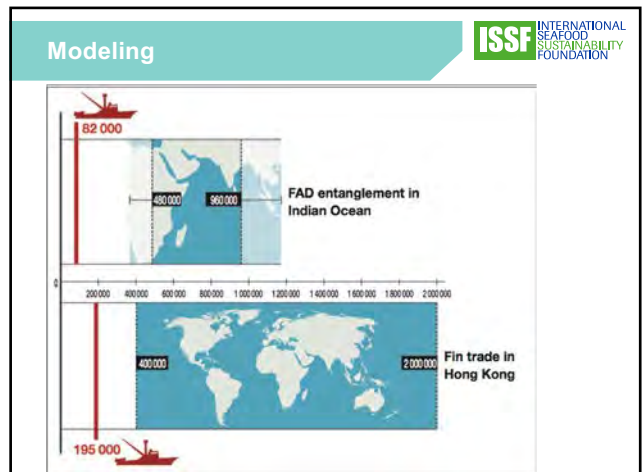 Modeling
ISSF
INTERNATIONAL
SEAFOOD
SUSTAINABILITY
FOUNDATION
82 000
480 000
960 000
FAD entanglement in
Indian Ocean
0
200 000 400 000 600 000 800 000 1 000 000 1 200 000 1 400 000 1 600 000 1 800 000 2 000 000
400 000
2 000 000
Fin trade in
Hong Kong
195 000